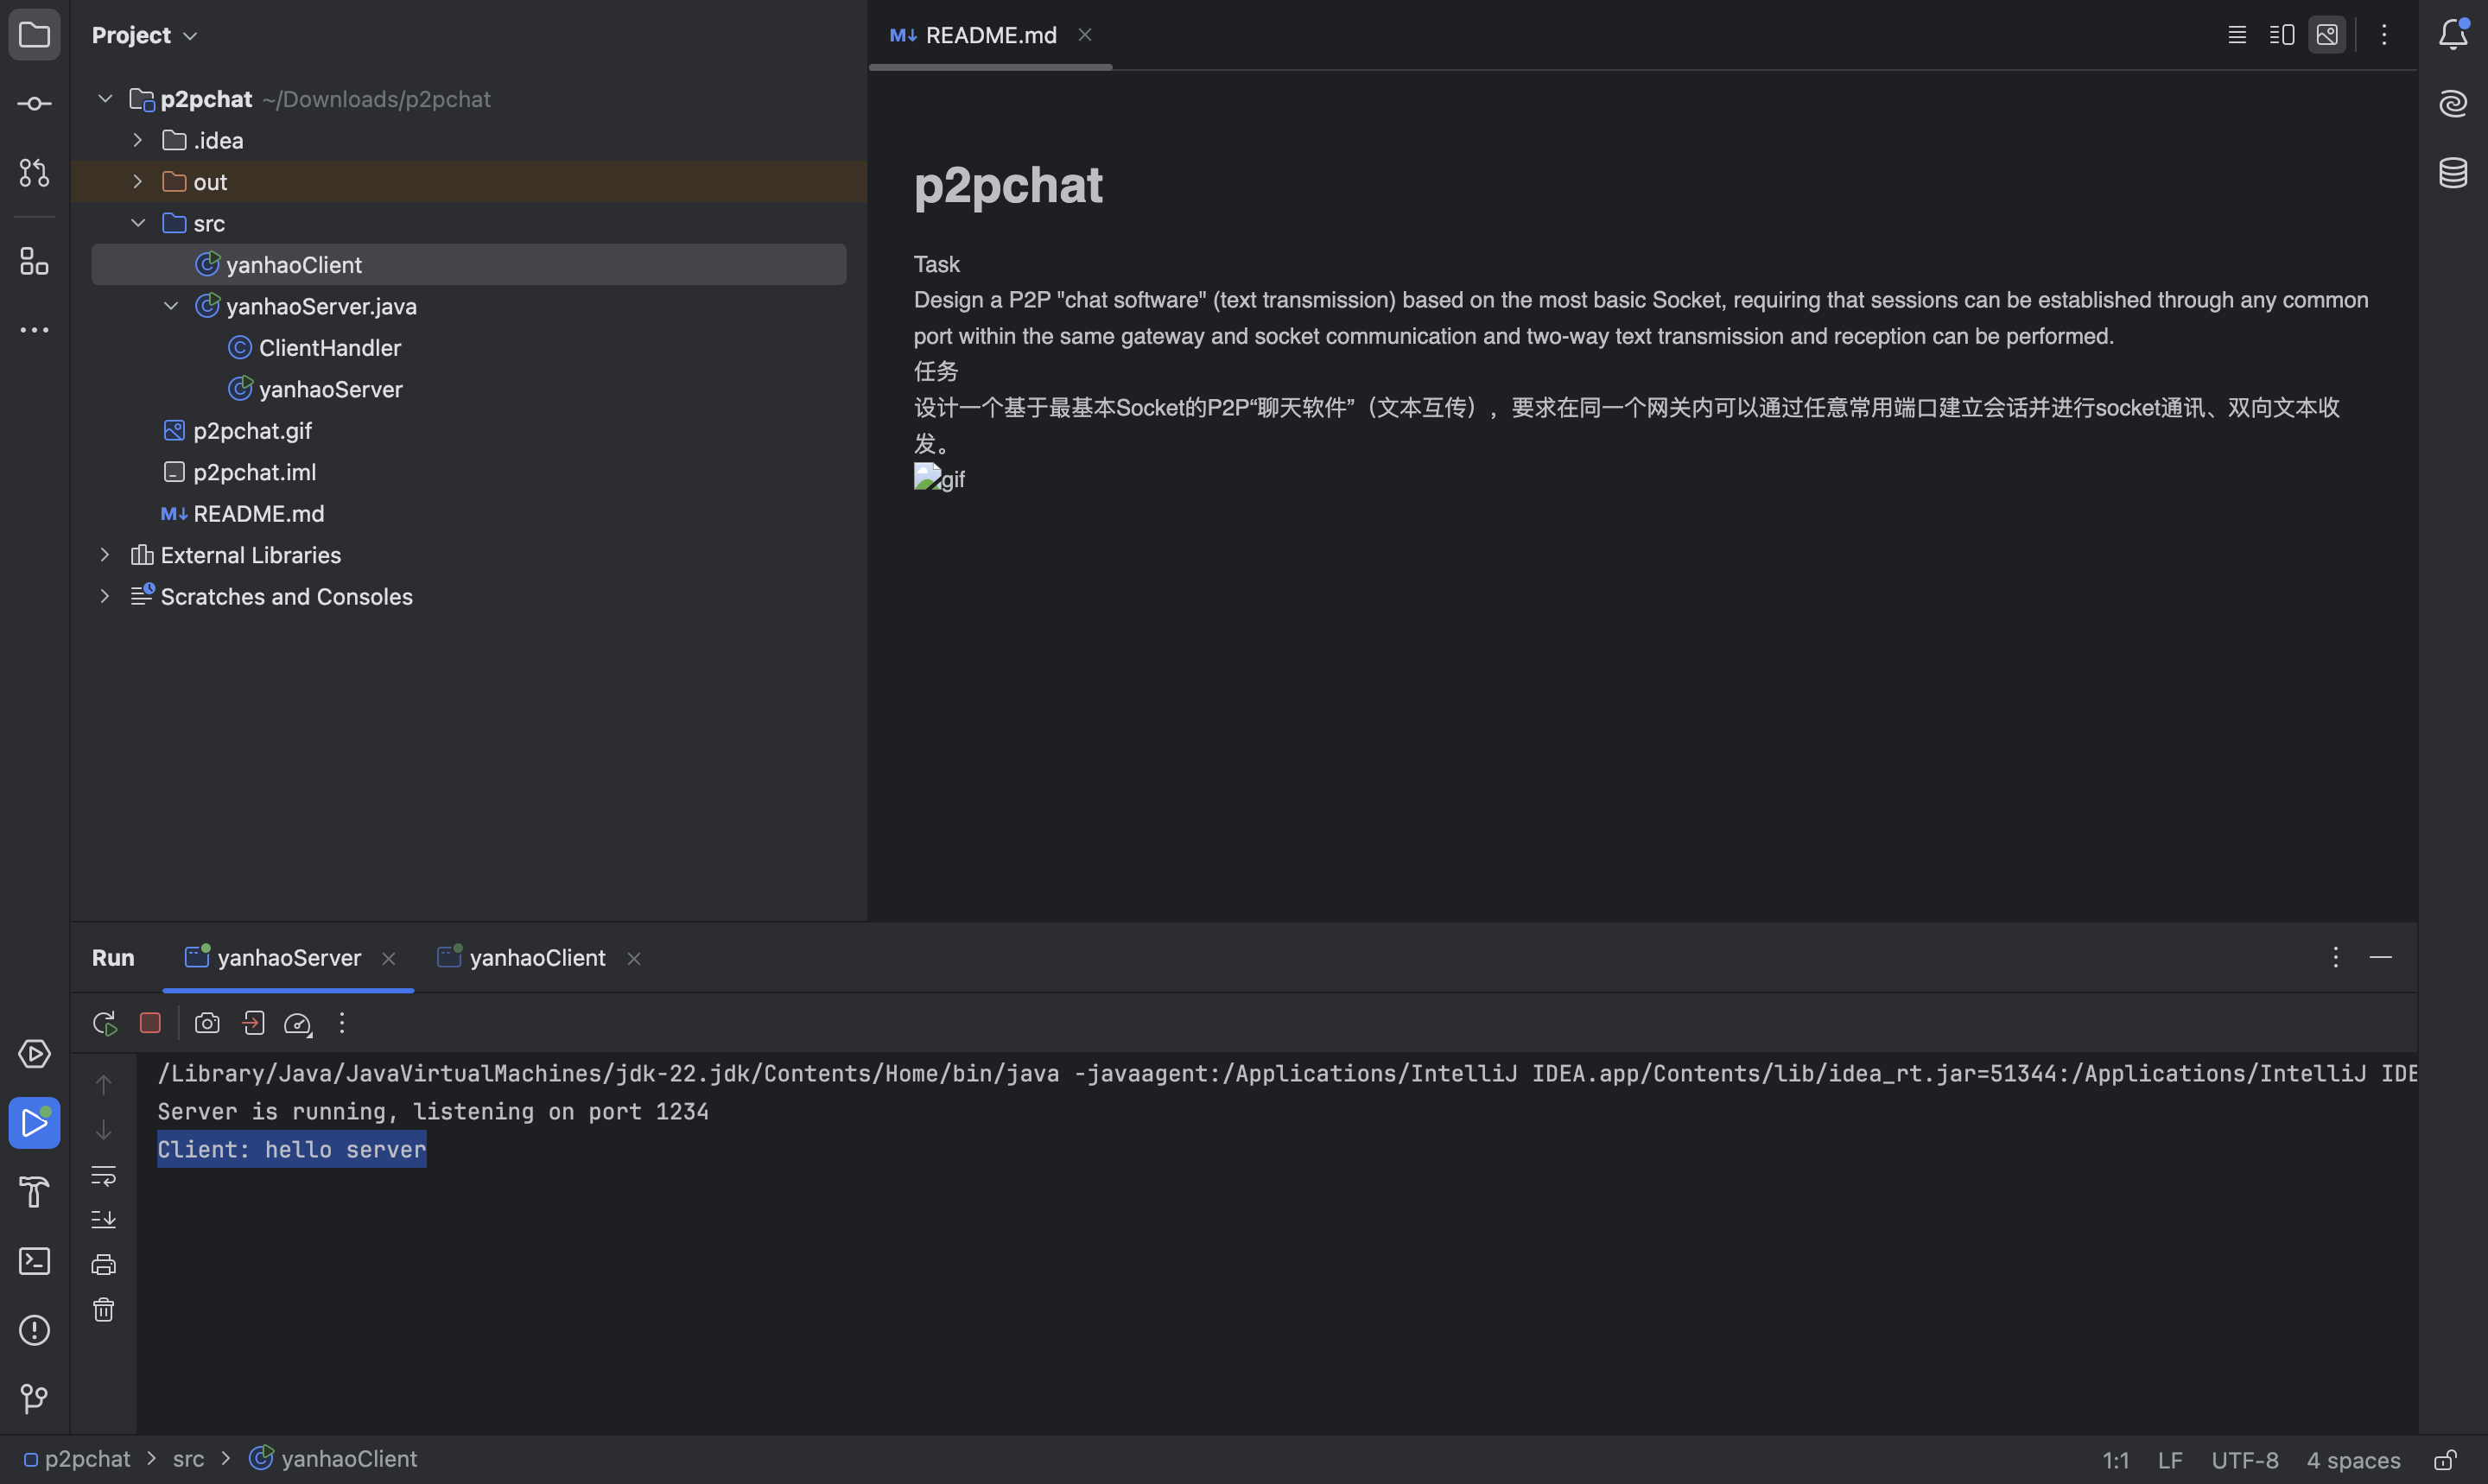 Project
README.md
p2pchat ~/Downloads/p2pchat
.idea
out
src
yanhaoClient
yanhaoServer.java
ClientHandler
yanhaoServer
p2pchat.gif
p2pchat.iml
README.md
External Libraries
Scratches and Consoles
p2pchat
Task
Design a P2P "chat software" (text transmission) based on the most basic Socket, requiring that sessions can be established through any common
port within the same gateway and socket communication and two-way text transmission and reception can be performed.
任务
设计一个基于最基本Socket的P2P“聊天软件”（文本互传），要求在同一个网关内可以通过任意常用端口建立会话并进行socket通讯、双向文本收
发。
gif
Run yanhaoServer yanhaoClient
/Library/Java/JavaVirtualMachines/jdk-22.jdk/Contents/Home/bin/java -javaagent:/Applications/IntelliJ IDEA.app/Contents/lib/idea_rt.jar=51344:/Applications/IntelliJ IDE
Server is running, listening on port 1234
Client: hello server
p2pchat > src > yanhaoClient
1:1 LF UTF-8 4 spaces